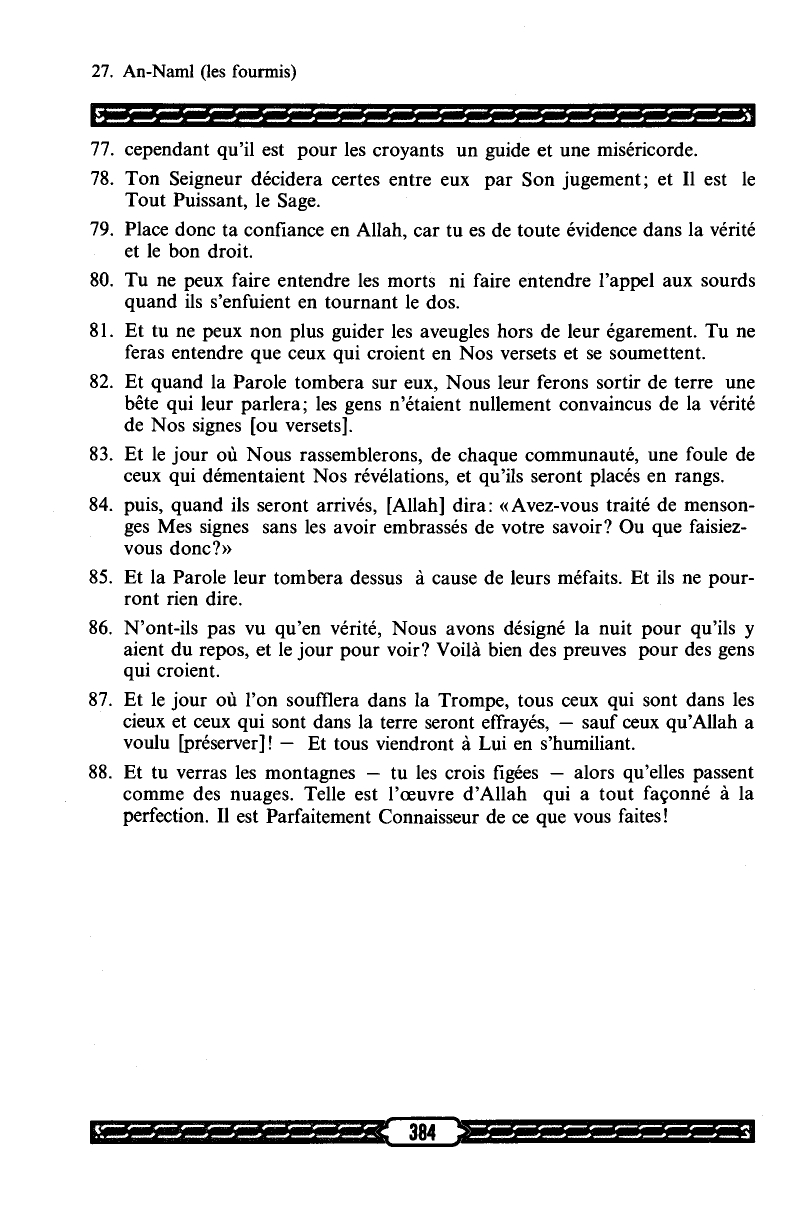 27. An-Naml (les fourmis)
77. cependant qu'il est pour les croyants un guide et une miséricorde.
78. Ton Seigneur décidera certes entre eux par Son jugement; et Il est le
Tout Puissant, le Sage.
79. Place donc ta confiance en Allah, car tu es de toute évidence dans la vérité
et le bon droit.
80. Tu ne peux faire entendre les morts ni faire entendre l'appel aux sourds
quand ils s'enfuient en tournant le dos.
81. Et tu ne peux non plus guider les aveugles hors de leur égarement. Tu ne
feras entendre que ceux qui croient en Nos versets et se soumettent.
82. Et quand la Parole tombera sur eux, Nous leur ferons sortir de terre une
bête qui leur parlera; les gens n'étaient nullement convaincus de la vérité
de Nos signes [ou versets].
83. Et le jour où Nous rassemblerons, de chaque communauté, une foule de
ceux qui démentaient Nos révélations, et qu'ils seront placés en rangs.
84. puis, quand ils seront arrivés, [Allah] dira: «Avez-vous traité de menson-
ges Mes signes sans les avoir embrassés de votre savoir? Ou que faisiez-
vous donc?»
85. Et la Parole leur tombera dessus à cause de leurs méfaits. Et ils ne pour-
ront rien dire.
86. N'ont-ils pas vu qu'en vérité, Nous avons désigné la nuit pour qu'ils y
aient du repos, et le jour pour voir? Voilà bien des preuves pour des gens
qui croient.
87. Et le jour où l'on soufflera dans la Trompe, tous ceux qui sont dans les
cieux et ceux qui sont dans la terre seront effrayés, — sauf ceux qu'Allah a
voulu [préserver]! — Et tous viendront à Lui en s'humiliant.
88. Et tu verras les montagnes — tu les crois figées — alors qu'elles passent
comme des nuages. Telle est l'œuvre d'Allah qui a tout façonné à la
perfection. Il est Parfaitement Connaisseur de ce que vous faites!
384